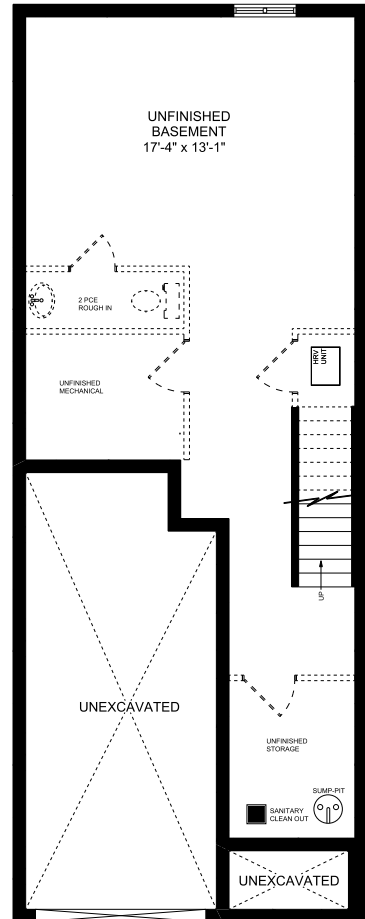 UNFINISHED
BASEMENT
17'-4" x 13'-1"
2 PCE
ROUGH IN
HRV
UNIT
UNFINISHED
MECHANICAL
UP
UNEXCAVATED
UNFINISHED
STORAGE
SUMP-PIT
SANITARY
CLEAN OUT
UNEXCAVATED